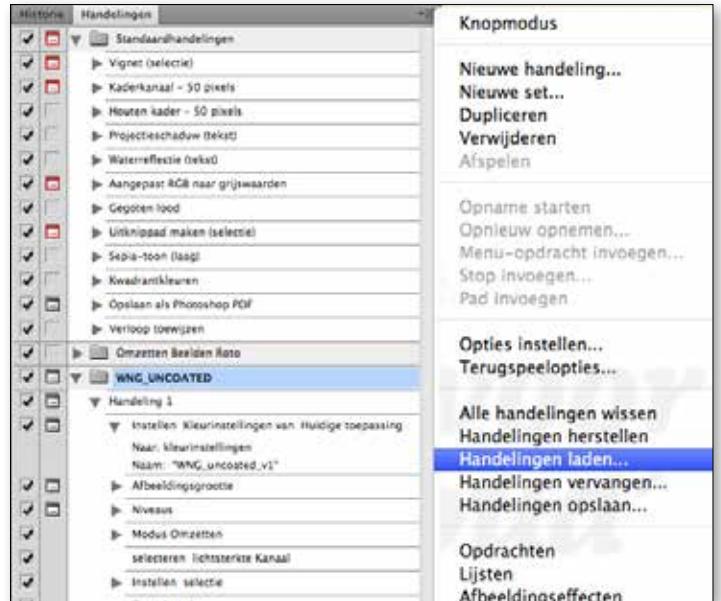 Historie Handelingen
Standaardhandelingen
Vignet (selectie)
Kaderkanaal - 50 pixels
Houten kader - 50 pixels
Projectieschaduw (tekst)
Waterreflectie (tekst)
Aangepast RGB naar grijswaarden
Gegoten lood
Uitknippad maken (selectie)
Sepia-toon (laag)
Kwadrantkleuren
Opslaan als Photoshop PDF
Verloop toewijzen
Omzetten Beelden Roto
WNG_UNCOATED
Handeling 1
Instellen Kleurinstellingen van Huidige toepassing
Naar: kleurinstellingen
Naam: "WNG_uncoated_v1"
Afbeeldingsgrootte
Niveaus
Modus Omzetten
selecteren lichtsterkte Kanaal
Instellen selectie
Knopmodus
Nieuwe handeling...
Nieuwe set...
Dupliceren
Verwijderen
Afspelen
Opname starten
Opnieuw opnemen...
Menu-opdracht invoegen...
Stop invoegen...
Pad invoegen
Opties instellen...
Terugspeelopties...
Alle handelingen wissen
Handelingen herstellen
Handelingen laden...
Handelingen vervangen...
Handelingen opslaan...
Opdrachten
Lijsten
Afbeeldingseffecten